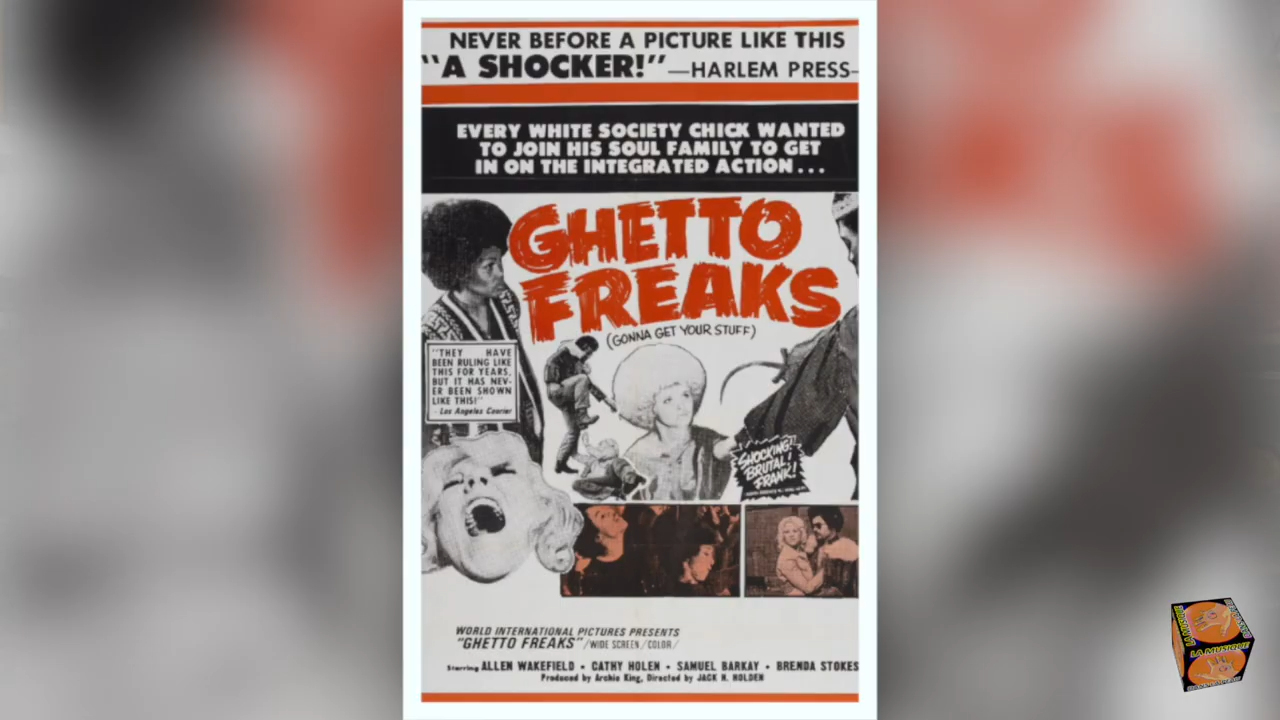 NEVER BEFORE A PICTURE LIKE THIS
"A SHOCKER!" —HARLEM PRESS—
EVERY WHITE SOCIETY CHICK WANTED
TO JOIN HIS SOUL FAMILY TO GET
IN ON THE INTEGRATED ACTION...
GHETTO
FREAKS
(GONNA GET YOUR STUFF)
"THEY HAVE
BEEN RULING LIKE
THIS FOR YEARS,
BUT IT HAS NEV-
ER BEEN SHOWN
LIKE THIS!"
- Los Angeles Courier
SHOCKING!
BRUTAL!
FRANK!
WORLD INTERNATIONAL PICTURES PRESENTS
"GHETTO FREAKS"/WIDE SCREEN/COLOR/
Starring ALLEN WAKEFIELD • CATHY HOLEN • SAMUEL BARKAY • BRENDA STOKES
Produced by Archie King, Directed by JACK N. HOLDEN
LA MUSIQUE
LA MUSIQUE